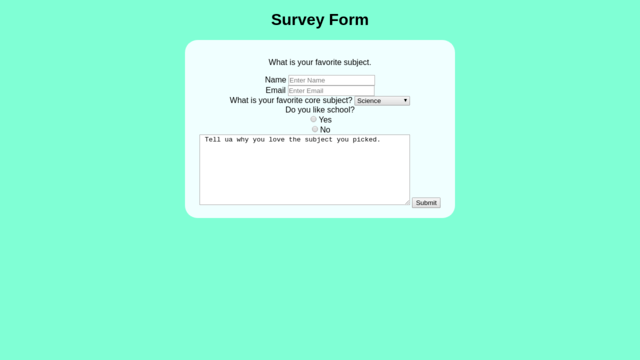 Survey Form
What is your favorite subject.
Name Enter Name
Email Enter Email
What is your favorite core subject? Science
Do you like school?
Yes
No
Tell ua why you love the subject you picked.
Submit